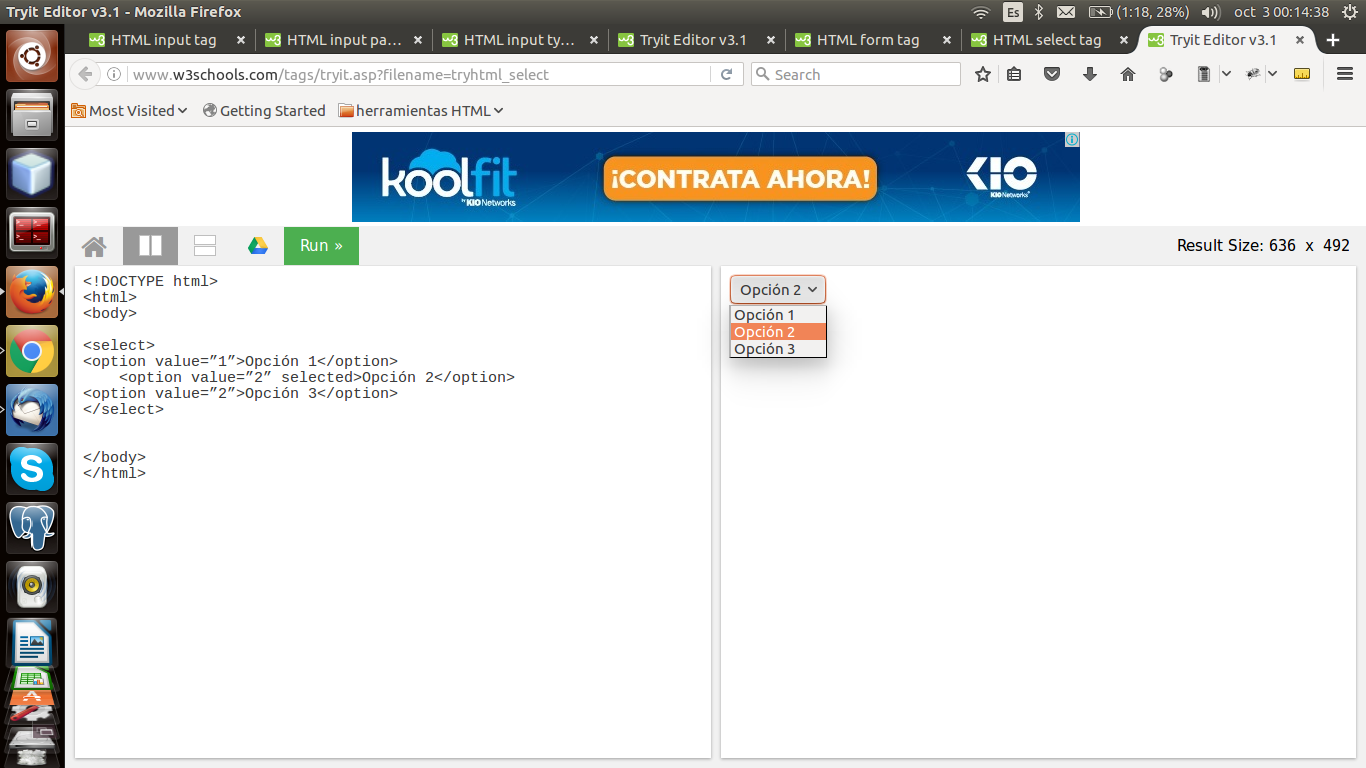 Tryit Editor v3.1 - Mozilla Firefox
Es
(1:18, 28%)
oct 3 00:14:38
HTML input tag
HTML input pa...
HTML input ty...
Tryit Editor v3.1
HTML form tag
HTML select tag
Tryit Editor v3.1
www.w3schools.com/tags/tryit.asp?filename=tryhtml_select
Search
Most Visited
Getting Started
herramientas HTML
koolfit
by KIO Networks
¡CONTRATA AHORA!
KIO
Networks
Run »
Result Size: 636 x 492
<!DOCTYPE html>
<html>
<body>
<select>
<option value=”1”>Opción 1</option>
<option value=”2” selected>Opción 2</option>
<option value=”2”>Opción 3</option>
</select>
</body>
</html>
Opción 2
Opción 1
Opción 2
Opción 3